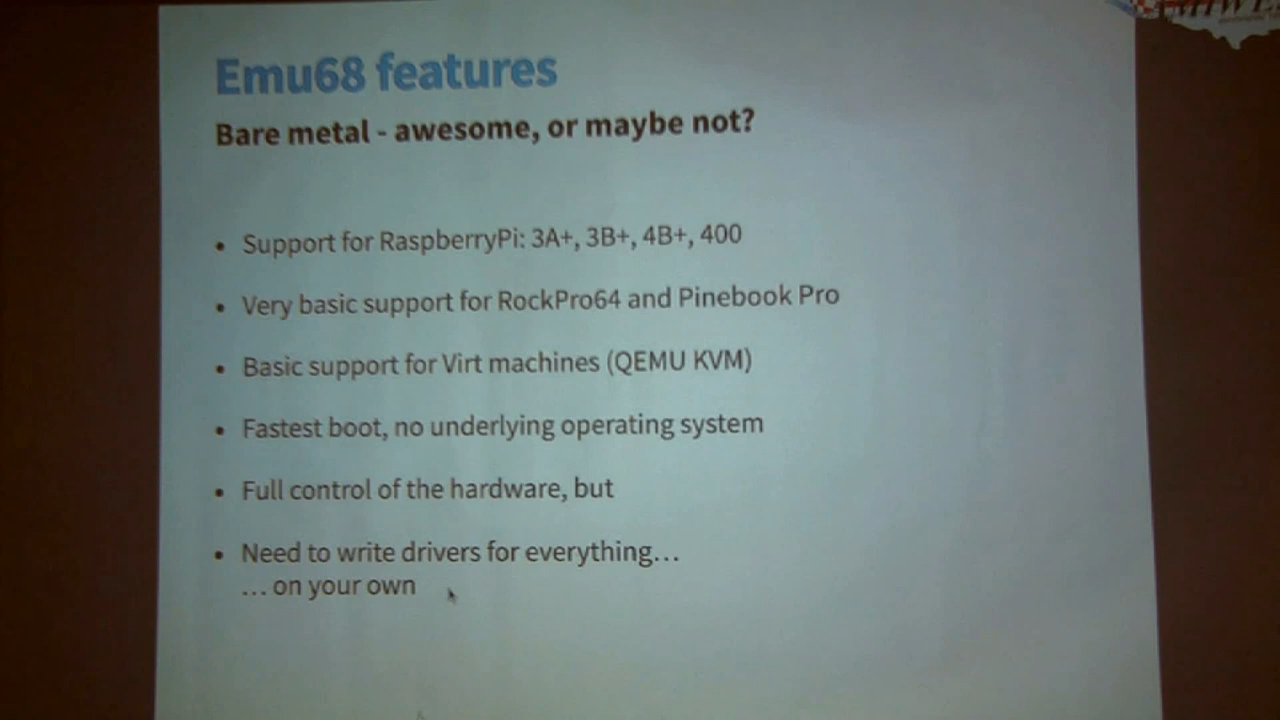 Emu68 features
Bare metal - awesome, or maybe not?
• Support for RaspberryPi: 3A+, 3B+, 4B+, 400
• Very basic support for RockPro64 and Pinebook Pro
• Basic support for Virt machines (QEMU KVM)
• Fastest boot, no underlying operating system
• Full control of the hardware, but
• Need to write drivers for everything…
… on your own